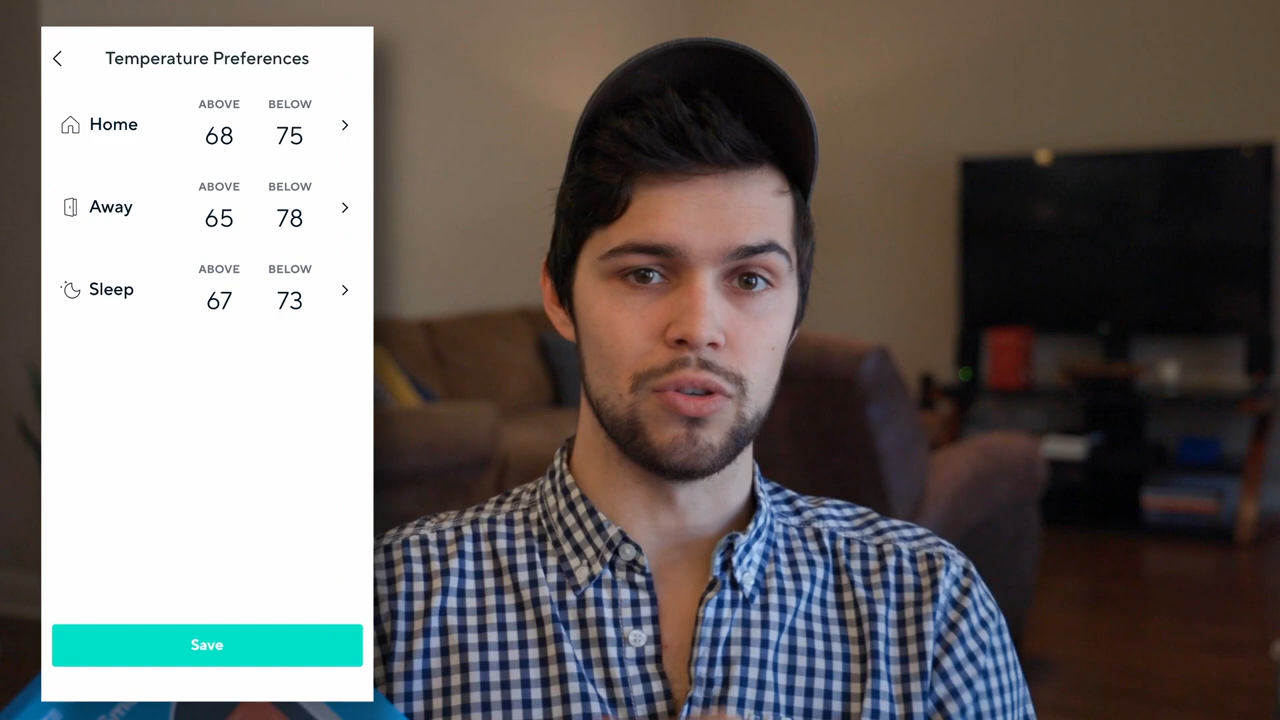 Temperature Preferences
ABOVE BELOW
Home 68 75
ABOVE BELOW
Away 65 78
ABOVE BELOW
Sleep 67 73
Save